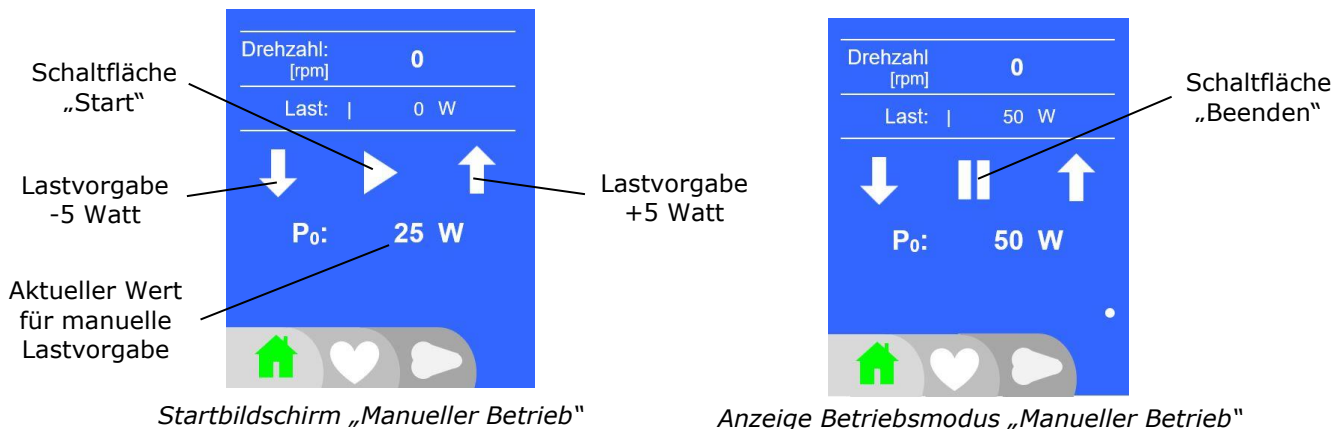 Drehzahl:
[rpm]
0
Last: | 0 W
Schaltfläche
„Start“
Lastvorgabe
-5 Watt
Lastvorgabe
+5 Watt
P₀: 25 W
Aktueller Wert
für manuelle
Lastvorgabe
Startbildschirm „Manueller Betrieb“
Drehzahl
[rpm]
0
Last: | 50 W
Schaltfläche
„Beenden“
P₀: 50 W
Anzeige Betriebsmodus „Manueller Betrieb“